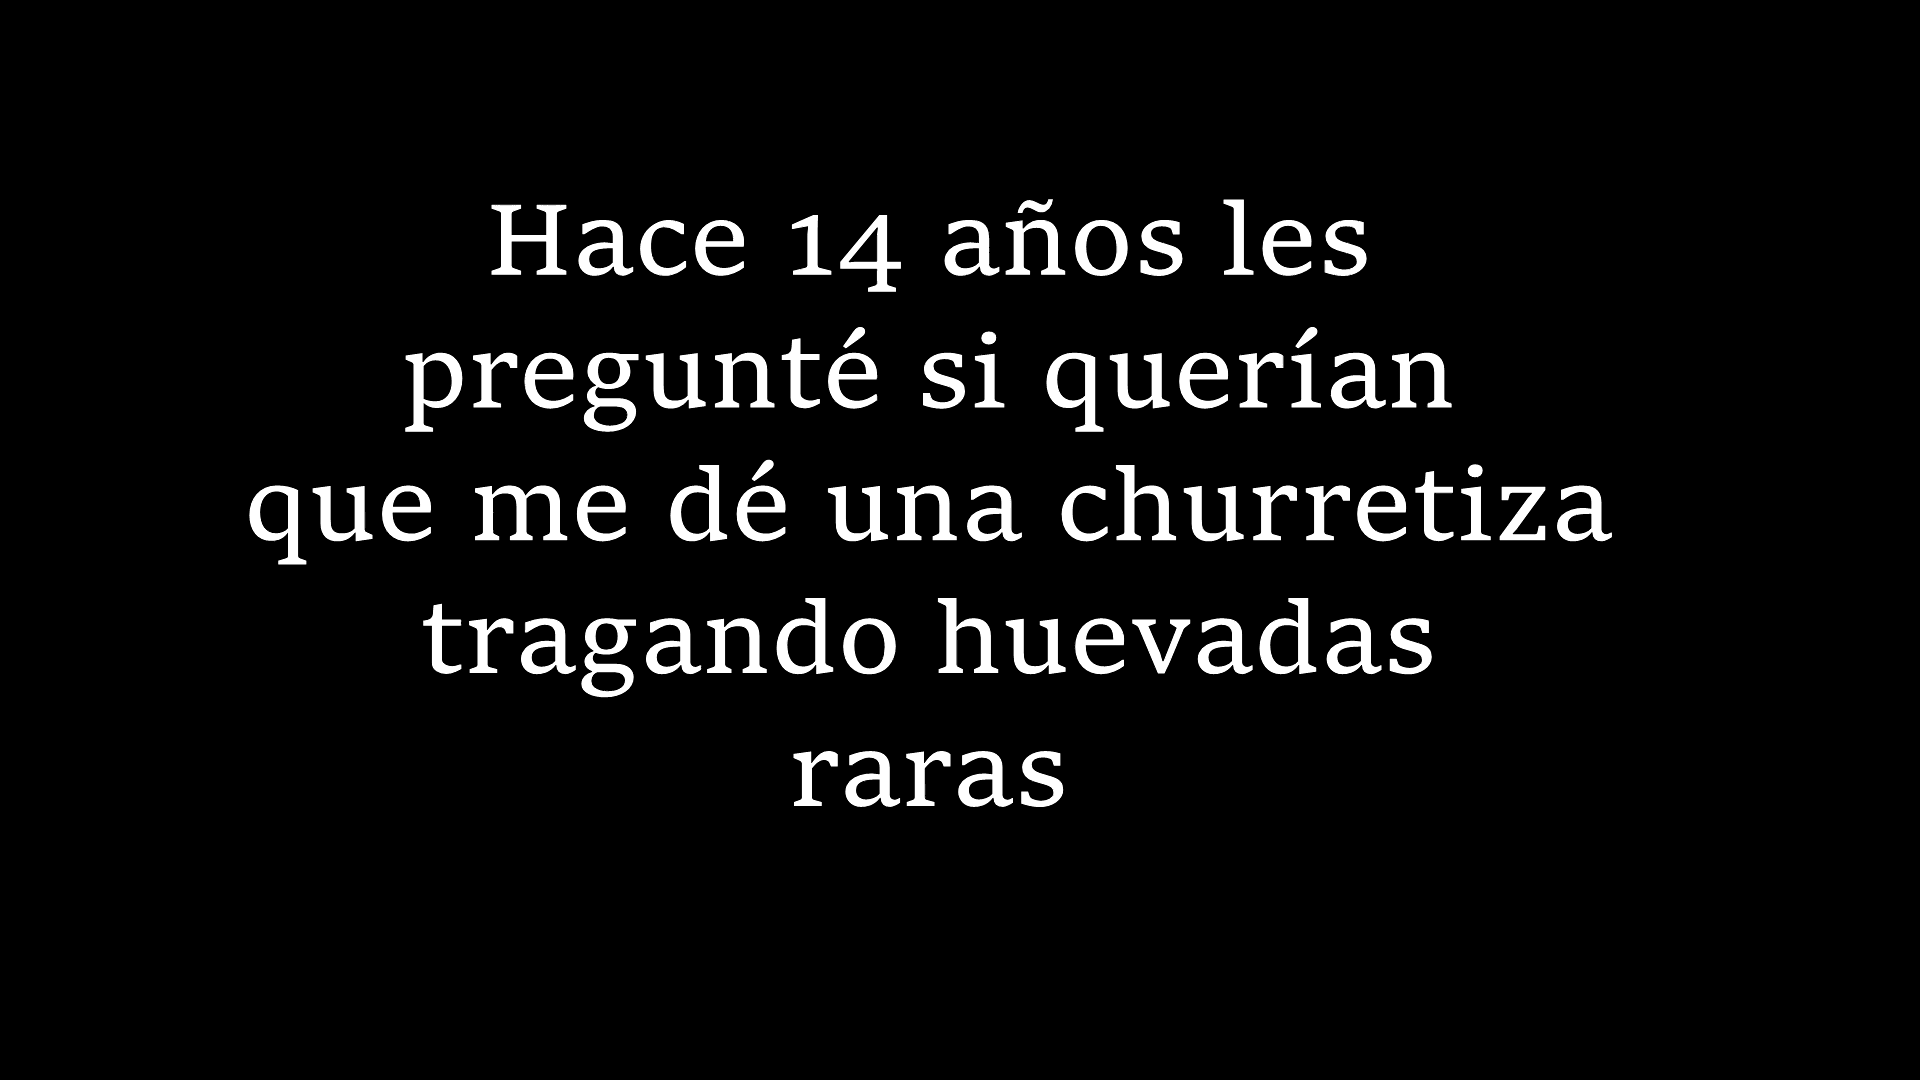 Hace 14 años les
pregunté si querían
que me dé una churretiza
tragando huevadas
raras